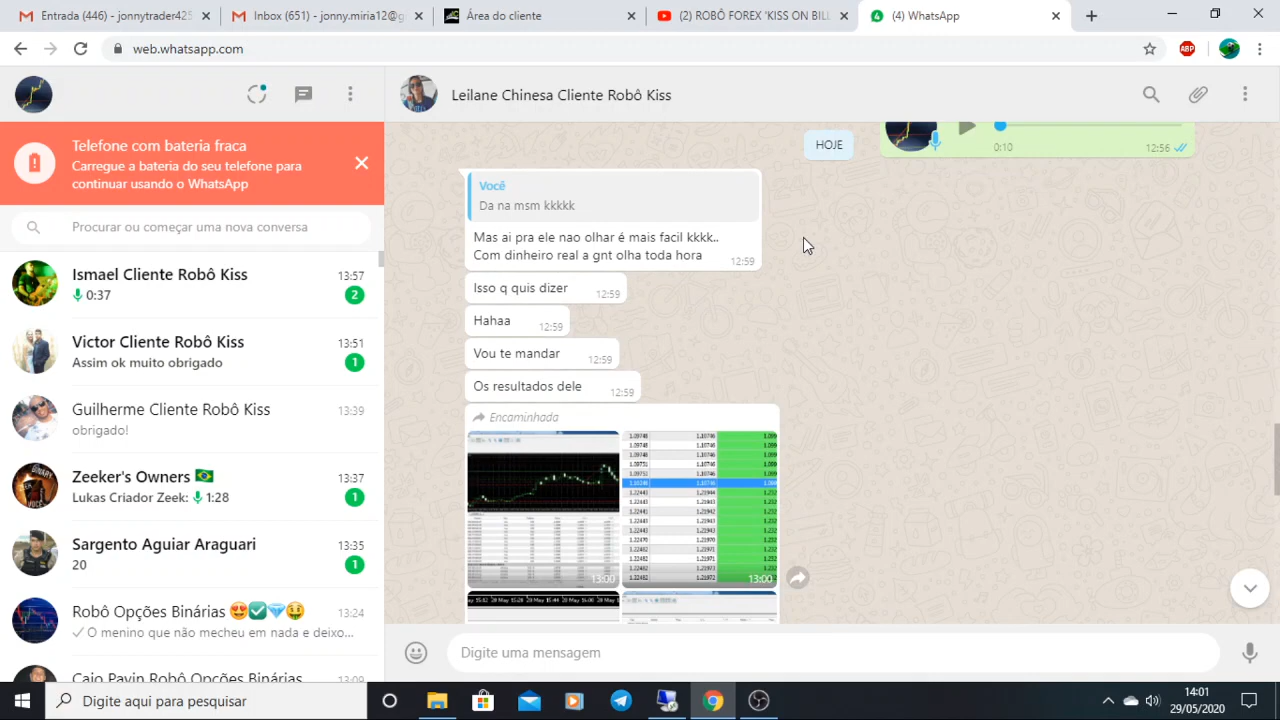 Entrada (446) - jonnytrader425
Inbox (651) - jonny.miria12@g
Área do cliente
(2) ROBÔ FOREX 'KISS ON BILL
(4) WhatsApp
web.whatsapp.com
ABP
Leilane Chinesa Cliente Robô Kiss
Telefone com bateria fraca
Carregue a bateria do seu telefone para
continuar usando o WhatsApp
Procurar ou começar uma nova conversa
Ismael Cliente Robô Kiss 13:57
0:37 2
Victor Cliente Robô Kiss 13:51
Assim ok muito obrigado 1
Guilherme Cliente Robô Kiss 13:39
obrigado!
Zeeker's Owners 🇧🇷 13:37
Lukas Criador Zeek: 1:28 1
Sargento Aguiar Araguari 13:35
20 1
Robô Opções Binárias 😍✅💎🤑 13:24
O menino que não mecheu em nada e deixo...
Caio Pavin Robô Opções Binárias 13:09
HOJE
0:10 12:56
Você
Da na msm kkkkk
Mas ai pra ele nao olhar é mais facil kkkk..
Com dinheiro real a gnt olha toda hora 12:59
Isso q quis dizer 12:59
Hahaa 12:59
Vou te mandar 12:59
Os resultados dele 12:59
Encaminhada
13:00
13:00
Digite uma mensagem
Digite aqui para pesquisar
14:01
29/05/2020